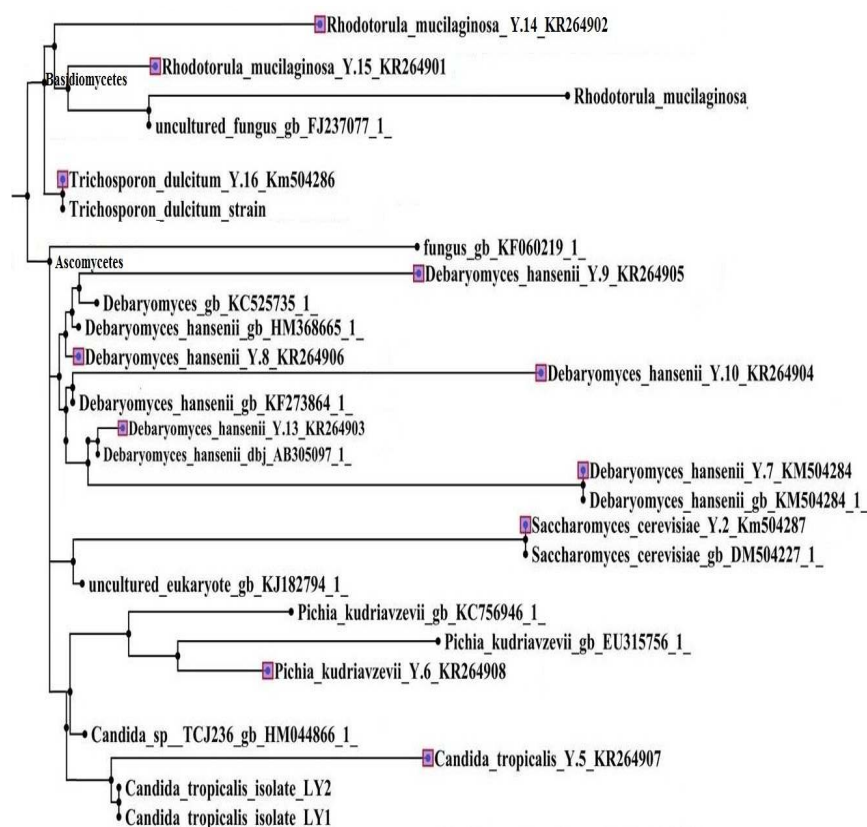 Rhodotorula_mucilaginosa_Y.14_KR264902
Rhodotorula_mucilaginosa_Y.15_KR264901
Basidiomycetes
Rhodotorula_mucilaginosa
uncultured_fungus_gb_FJ237077_1_
Trichosporon_dulcitum_Y.16_Km504286
Trichosporon_dulcitum_strain
fungus_gb_KF060219_1_
Ascomycetes
Debaryomyces_hansenii_Y.9_KR264905
Debaryomyces_gb_KC525735_1_
Debaryomyces_hansenii_gb_HM368665_1_
Debaryomyces_hansenii_Y.8_KR264906
Debaryomyces_hansenii_Y.10_KR264904
Debaryomyces_hansenii_gb_KF273864_1_
Debaryomyces_hansenii_Y.13_KR264903
Debaryomyces_hansenii_dbj_AB305097_1_
Debaryomyces_hansenii_Y.7_KM504284
Debaryomyces_hansenii_gb_KM504284_1_
Saccharomyces_cerevisiae_Y.2_Km504287
Saccharomyces_cerevisiae_gb_DM504227_1_
uncultured_eukaryote_gb_KJ182794_1_
Pichia_kudriavzevii_gb_KC756946_1_
Pichia_kudriavzevii_gb_EU315756_1_
Pichia_kudriavzevii_Y.6_KR264908
Candida_sp__TCJ236_gb_HM044866_1_
Candida_tropicalis_Y.5_KR264907
Candida_tropicalis_isolate_LY2
Candida_tropicalis_isolate_LY1